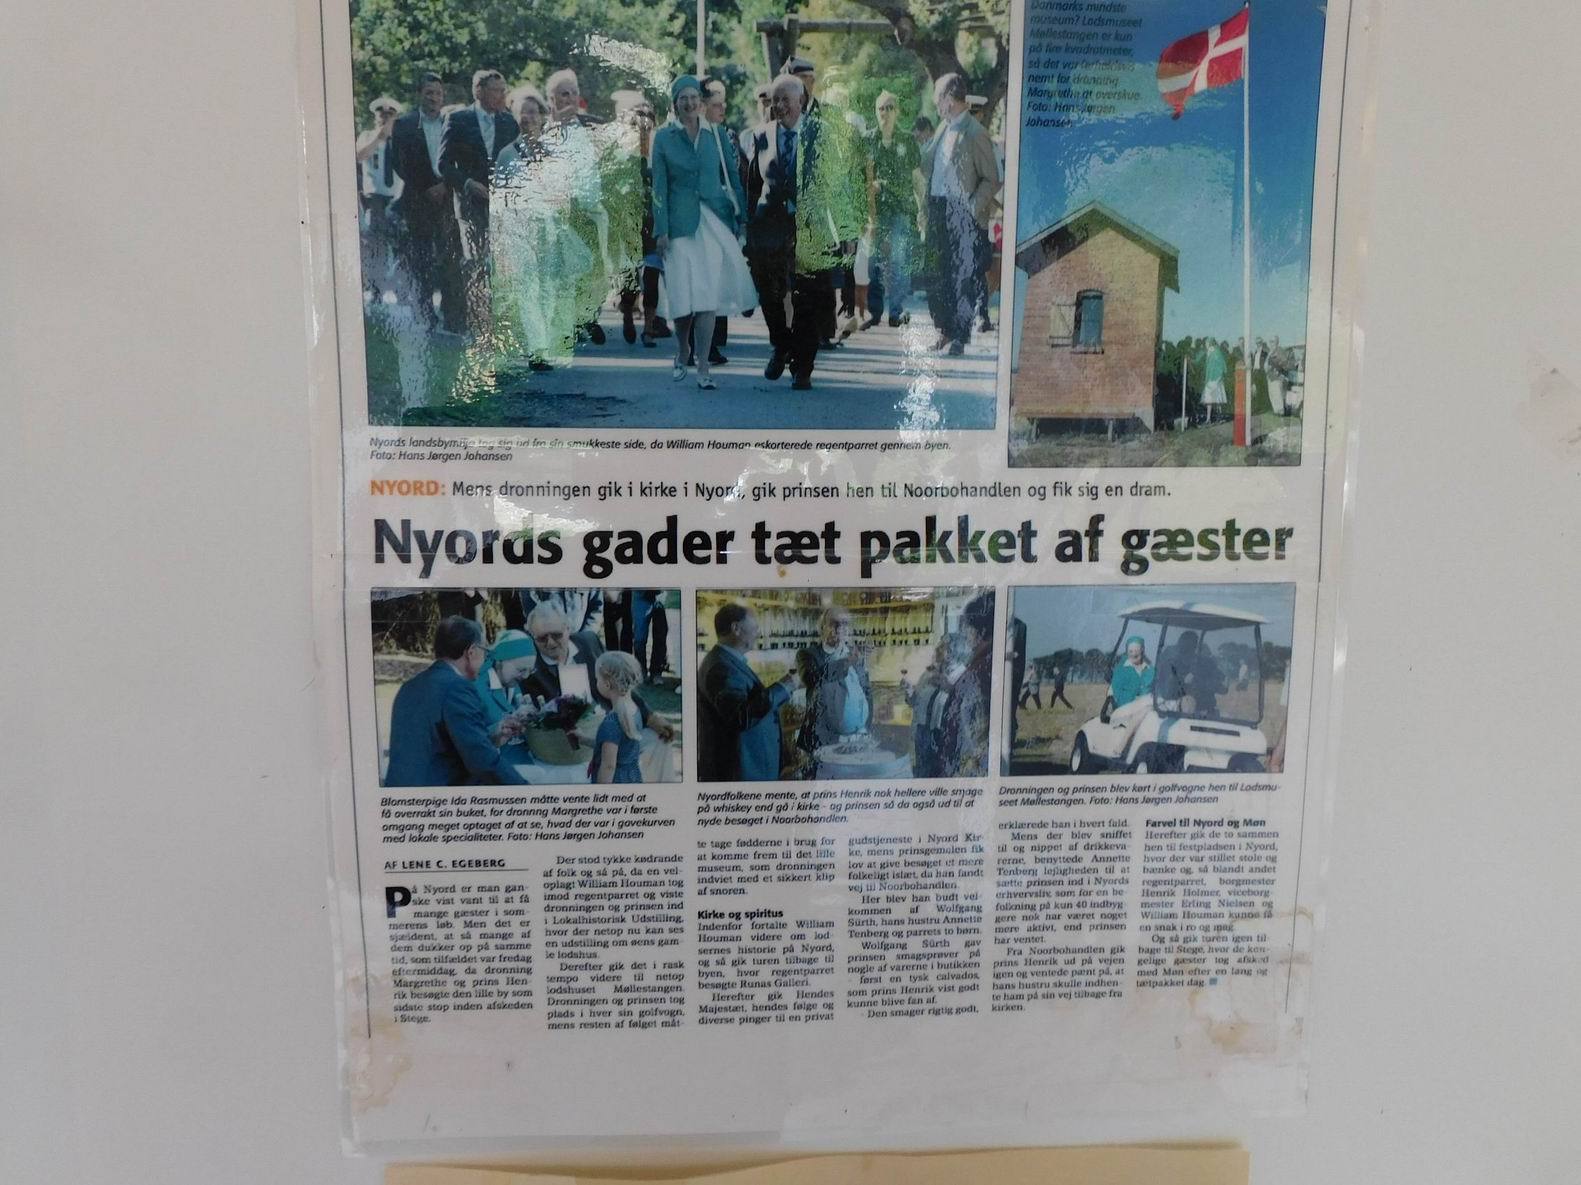 Danmarks mindste
museum? Lodsmuseet
Møllestangen er kun
på fire kvadratmeter,
så det var
nemt for dronning
Margrethe at overskue.
Foto: Hans Jørgen
Johansen
Nyords landsbymiljø tog sig ud fra sin smukkeste side, da William Houman eskorterede regentparret gennem byen.
Foto: Hans Jørgen Johansen
NYORD: Mens dronningen gik i kirke i Nyord, gik prinsen hen til Noorbohandlen og fik sig en dram.
Nyords gader tæt pakket af gæster
Blomsterpige Ida Rasmussen måtte vente lidt med at
få overrakt sin buket, for dronnng Margrethe var i første
omgang meget optaget af at se, hvad der var i gavekurven
med lokale specialiteter. Foto: Hans Jørgen Johansen
Nyordfolkene mente, at prins Henrik nok hellere ville smage
på whiskey end gå i kirke - og prinsen så da også ud til at
nyde besøget i Noorbohandlen.
Dronningen og prinsen blev kørt i golfvogne hen til Lodsmu-
seet Møllestangen. Foto: Hans Jørgen Johansen
AF LENE C. EGEBERG
På Nyord er man gan-
ske vist vant til at få
mange gæster i som-
merens løb. Men det er
sjældent, at så mange af
dem dukker op på samme
tid, som tilfældet var fredag
eftermiddag, da dronning
Margrethe og prins Hen-
rik besøgte den lille by som
sidste stop inden afskeden
i Stege.
Der stod tykke kødrande
af folk og så på, da en vel-
oplagt William Houman tog
imod regentparret og viste
dronningen og prinsen ind
i Lokalhistorisk Udstilling,
hvor der netop nu kan ses
en udstilling om øens gam-
le lodshus.
Derefter gik det i rask
tempo videre til netop
lodshuset Møllestangen.
Dronningen og prinsen tog
plads i hver sin golfvogn,
mens resten af følget måt-
te tage fødderne i brug for
at komme frem til det lille
museum, som dronningen
indviet med et sikkert klip
af snoren.
Kirke og spiritus
Indenfor fortalte William
Houman videre om lod-
sernes historie på Nyord,
og så gik turen tilbage til
byen, hvor regentparret
besøgte Runas Galleri.
Herefter gik Hendes
Majestæt, hendes følge og
diverse pinger til en privat
gudstjeneste i Nyord Kir-
ke, mens prinsgemalen fik
lov at give besøget et mere
folkeligt islæt, da han fandt
vej til Noorbohandlen.
Her blev han budt vel-
kommen af Wolfgang
Sürth, hans hustru Annette
Tenberg og parrets to børn.
Wolfgang Sürth gav
prinsen smagsprøver på
nogle af varerne i butikken
- først en tysk calvados,
som prins Henrik vist godt
kunne blive fan af.
- Den smager rigtig godt,
erklærede han i hvert fald.
Mens der blev sniffet
til og nippet af drikkeva-
rerne, benyttede Annette
Tenberg lejligheden til at
sætte prinsen ind i Nyords
erhvervsliv, som for en be-
folkning på kun 40 indbyg-
gere nok har været noget
mere aktivt, end prinsen
har ventet.
Fra Noorbohandlen gik
prins Henrik ud på vejen
igen og ventede pænt på, at
hans hustru skulle indhen-
te ham på sin vej tilbage fra
kirken.
Farvel til Nyord og Møn
Herefter gik de to sammen
hen til festpladsen i Nyord,
hvor der var stillet stole og
bænke og, så blandt andet
regentparret, borgmester
Henrik Holmer, viceborg-
mester Erling Nielsen og
William Houman kunne få
en snak i ro og mag.
Og så gik turen igen til-
bage til Stege, hvor de kon-
gelige gæster tog afsked
med Møn efter en lang og
tætpakket dag.